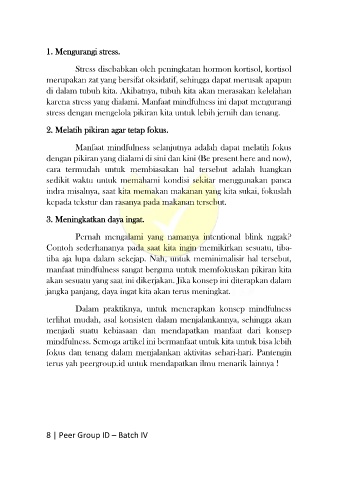 1. Mengurangi stress.
Stress disebabkan oleh peningkatan hormon kortisol, kortisol
merupakan zat yang bersifat oksidatif, sehingga dapat merusak apapun
di dalam tubuh kita. Akibatnya, tubuh kita akan merasakan kelelahan
karena stress yang dialami. Manfaat mindfulness ini dapat mengurangi
stress dengan mengelola pikiran kita untuk lebih jernih dan tenang.
2. Melatih pikiran agar tetap fokus.
Manfaat mindfulness selanjutnya adalah dapat melatih fokus
dengan pikiran yang dialami di sini dan kini (Be present here and now),
cara termudah untuk membiasakan hal tersebut adalah luangkan
sedikit waktu untuk memahami kondisi sekitar menggunakan panca
indra misalnya, saat kita memakan makanan yang kita sukai, fokuslah
kepada tekstur dan rasanya pada makanan tersebut.
3. Meningkatkan daya ingat.
Pernah mengalami yang namanya intentional blink nggak?
Contoh sederhananya pada saat kita ingin memikirkan sesuatu, tiba-
tiba aja lupa dalam sekejap. Nah, untuk meminimalisir hal tersebut,
manfaat mindfulness sangat berguna untuk memfokuskan pikiran kita
akan sesuatu yang saat ini dikerjakan. Jika konsep ini diterapkan dalam
jangka panjang, daya ingat kita akan terus meningkat.
Dalam praktiknya, untuk menerapkan konsep mindfulness
terlihat mudah, asal konsisten dalam menjalankannya, sehingga akan
menjadi suatu kebiasaan dan mendapatkan manfaat dari konsep
mindfulness. Semoga artikel ini bermanfaat untuk kita untuk bisa lebih
fokus dan tenang dalam menjalankan aktivitas sehari-hari. Pantengin
terus yah peergroup.id untuk mendapatkan ilmu menarik lainnya !
8 | Peer Group ID – Batch IV